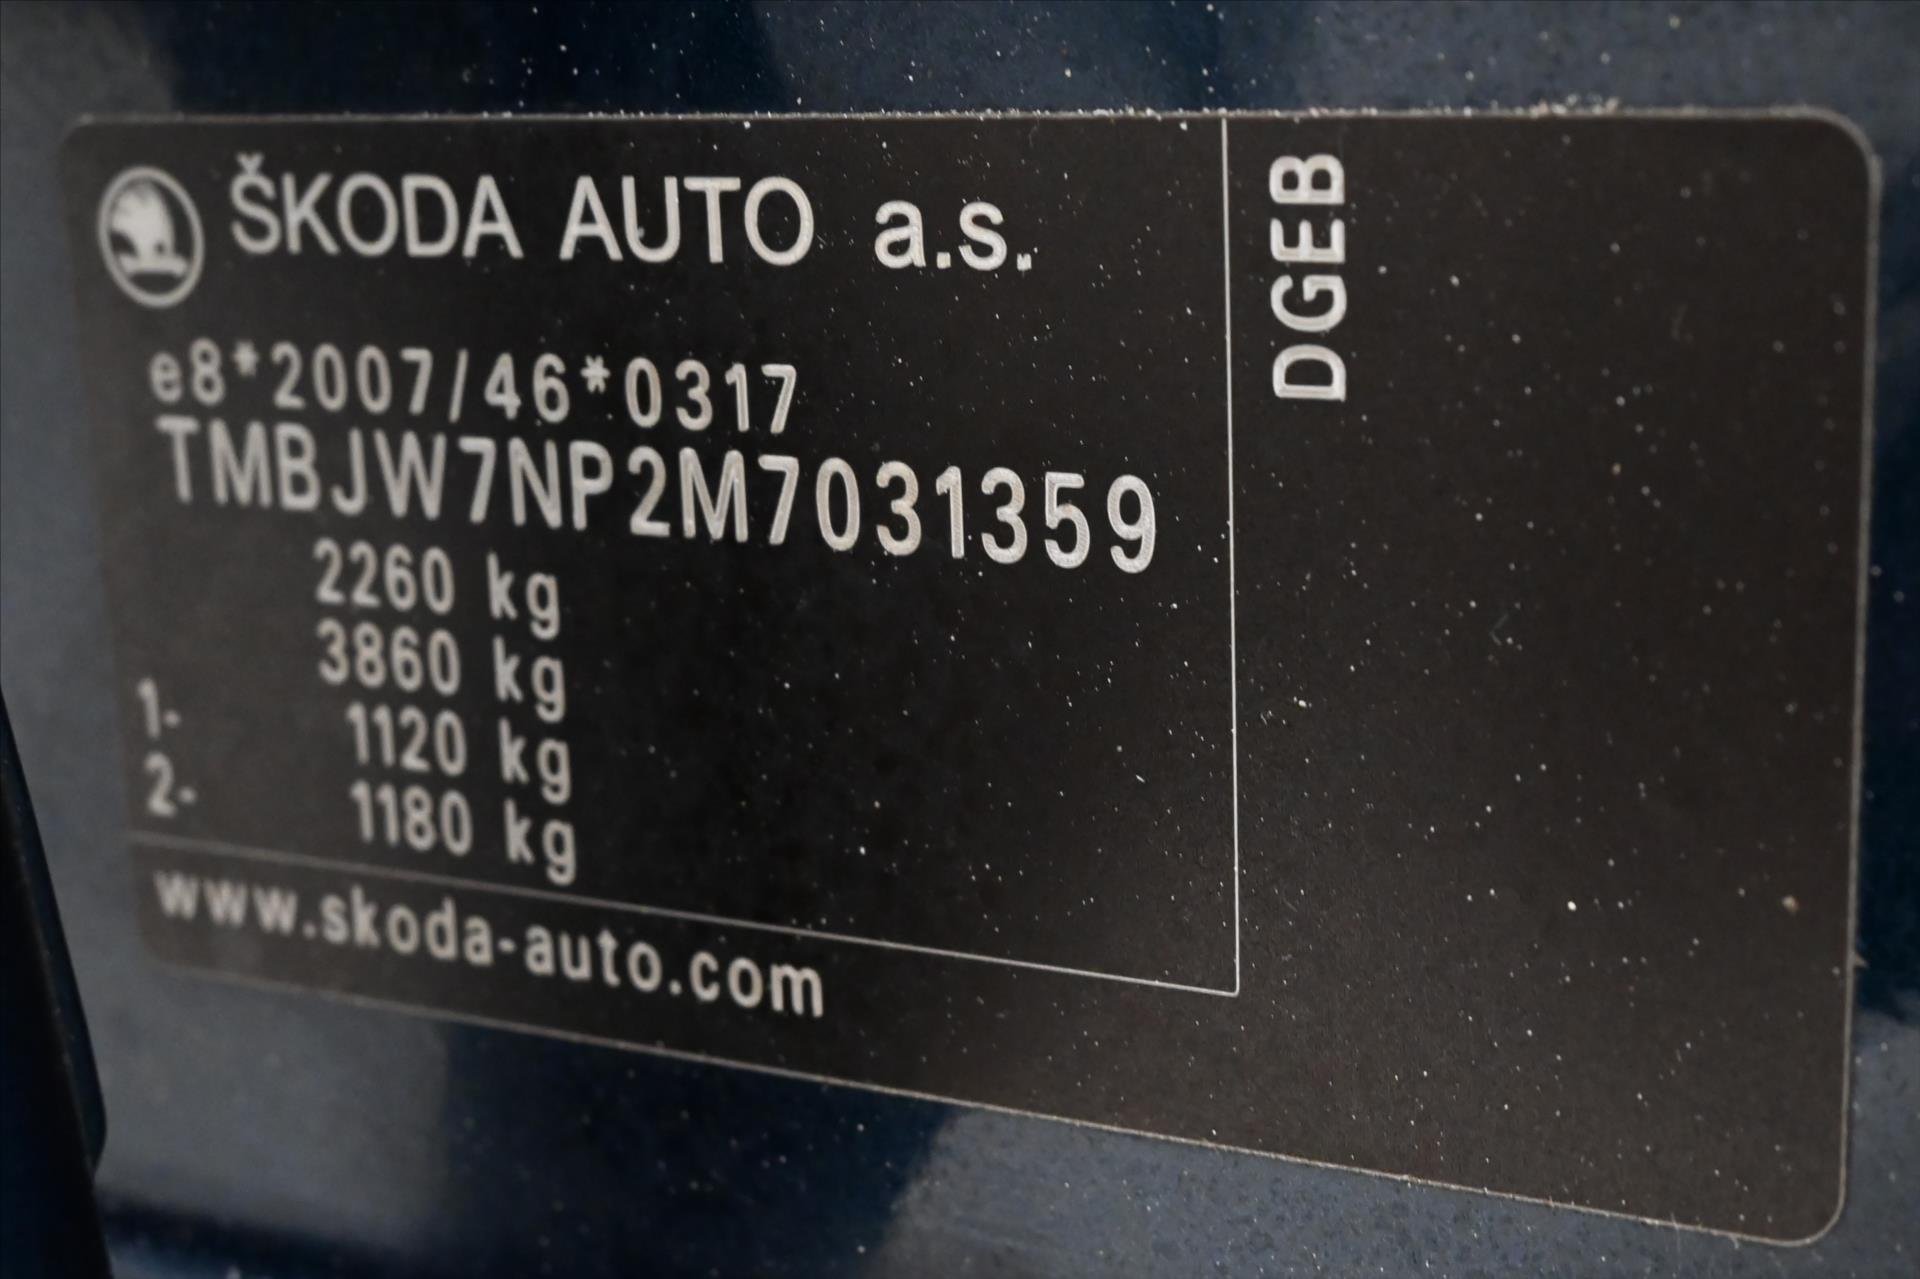 ŠKODA AUTO a.s.
e8*2007/46*0317
TMBJW7NP2M7031359
2260 kg
3860 kg
1- 1120 kg
2- 1180 kg
www.skoda-auto.com
DGEB